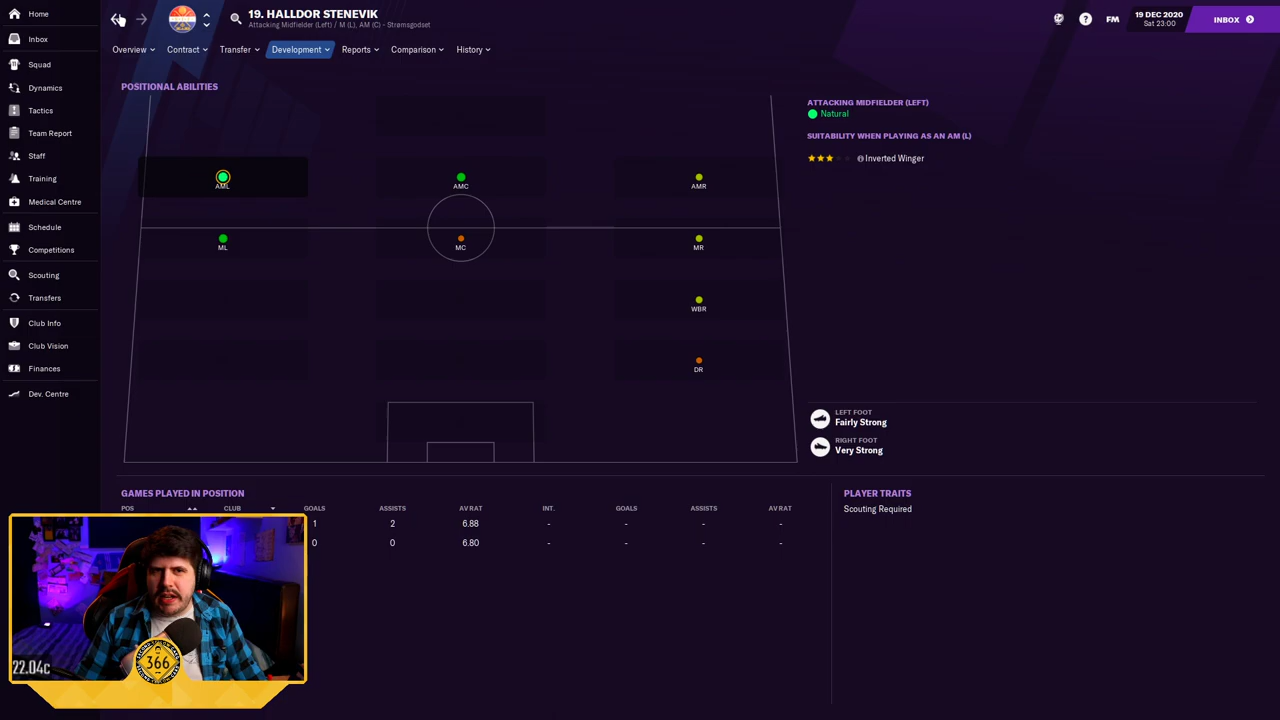 Home
Inbox
Squad
Dynamics
Tactics
Team Report
Staff
Training
Medical Centre
Schedule
Competitions
Scouting
Transfers
Club Info
Club Vision
Finances
Dev. Centre
19. HALLDOR STENEVIK
Attacking Midfielder (Left) / M (L), AM (C) - Strømsgodset
FM
19 DEC 2020
Sat 23:00
INBOX
Overview
Contract
Transfer
Development
Reports
Comparison
History
POSITIONAL ABILITIES
AML
AMC
AMR
ML
MC
MR
WBR
DR
ATTACKING MIDFIELDER (LEFT)
Natural
SUITABILITY WHEN PLAYING AS AN AM (L)
Inverted Winger
LEFT FOOT
Fairly Strong
RIGHT FOOT
Very Strong
GAMES PLAYED IN POSITION
POS CLUB GOALS ASSISTS AV RAT INT. GOALS ASSISTS AV RAT
1 2 6.88 - - - -
0 0 6.80 - - - -
PLAYER TRAITS
Scouting Required
22.04c
366